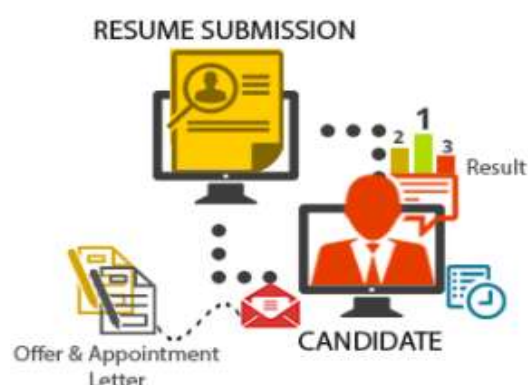 RESUME SUBMISSION
1
2
3
Result
CANDIDATE
Offer & Appointment
Letter